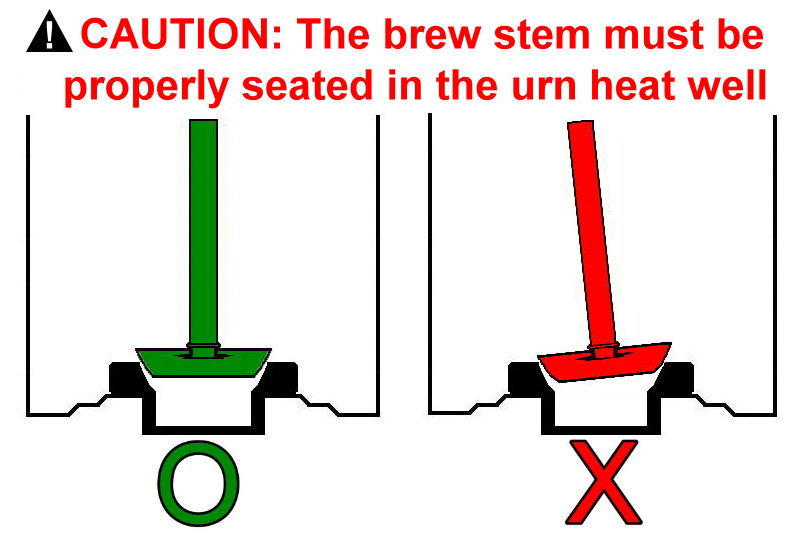 CAUTION: The brew stem must be
properly seated in the urn heat well
O X